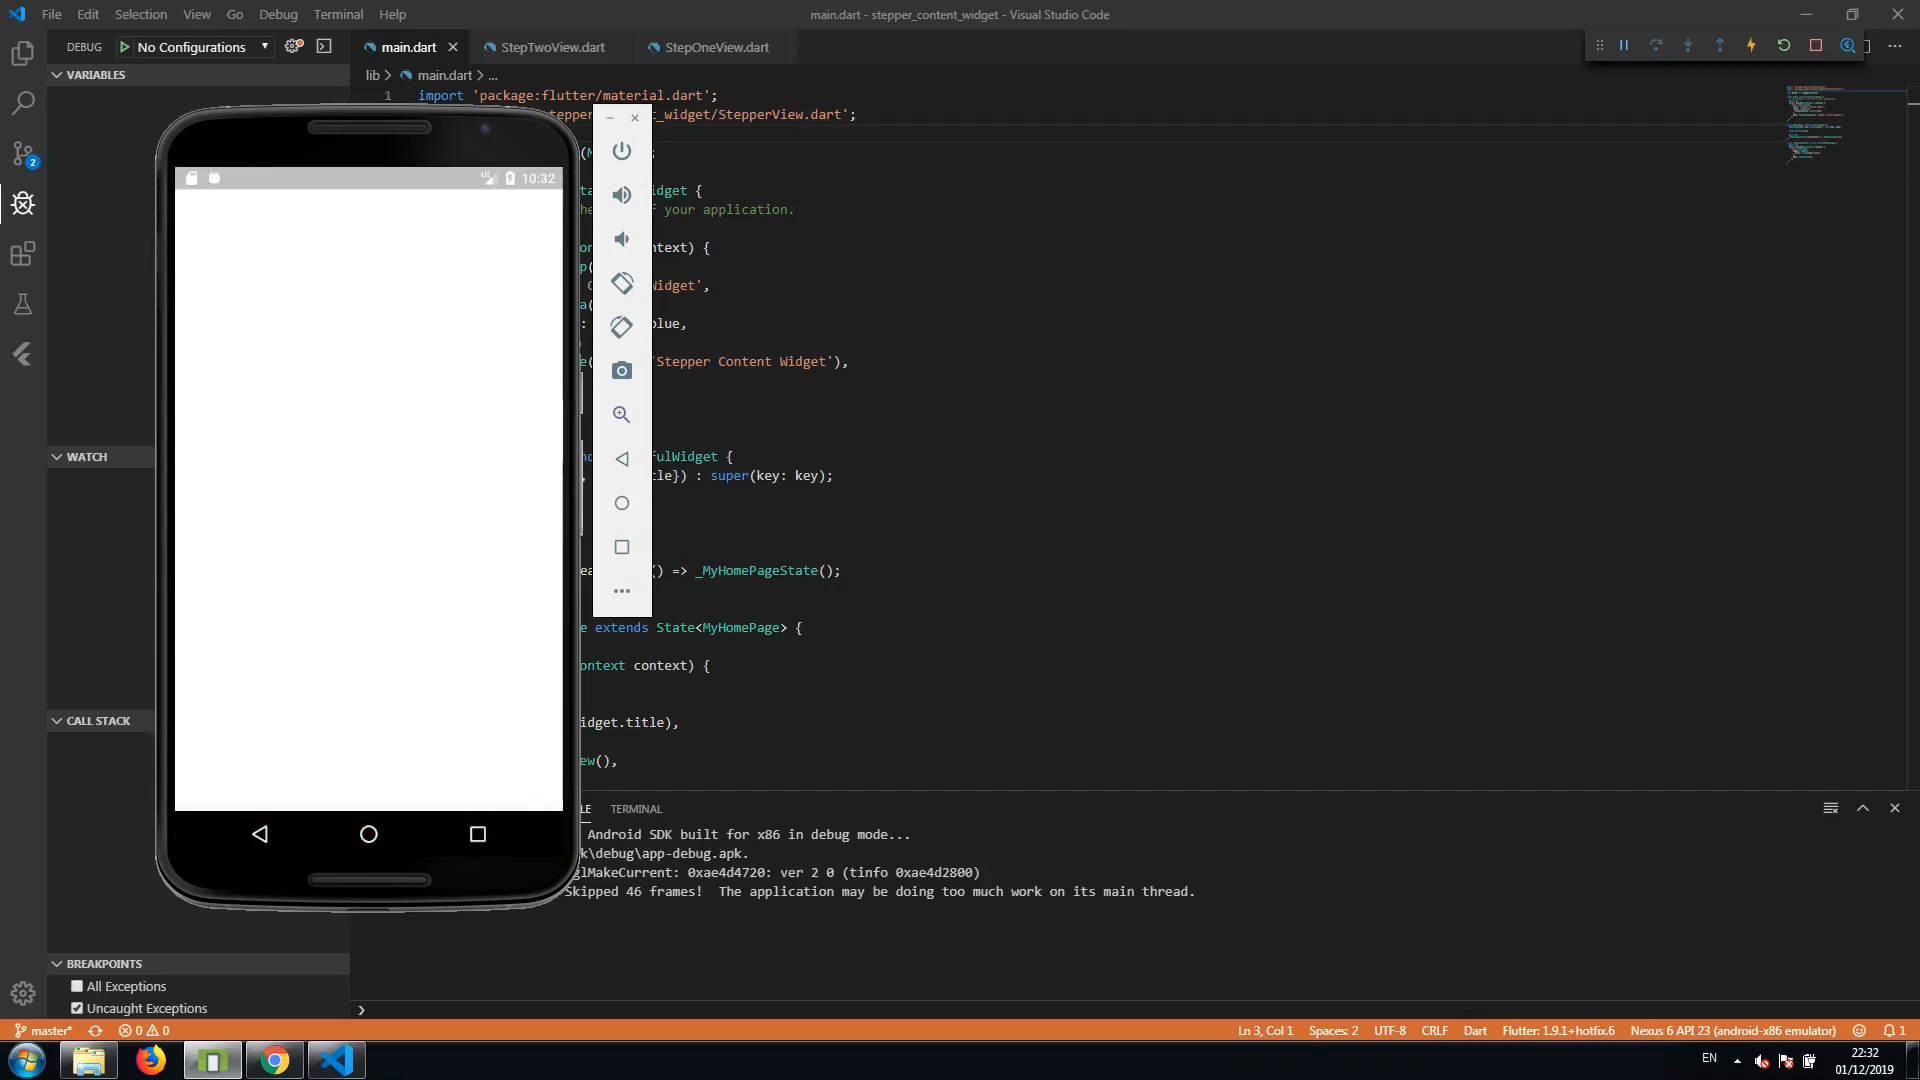 File Edit Selection View Go Debug Terminal Help
main.dart - stepper_content_widget - Visual Studio Code
DEBUG No Configurations
main.dart StepTwoView.dart StepOneView.dart
VARIABLES
lib main.dart ...
1 import 'package:flutter/material.dart';
t_widget/StepperView.dart';
10:32
idget {
your application.
ntext) {
Widget',
lue,
'Stepper Content Widget'),
WATCH
fulWidget {
tle}) : super(key: key);
() => _MyHomePageState();
e extends State<MyHomePage> {
ontext context) {
CALL STACK
idget.title),
ew(),
LE TERMINAL
Android SDK built for x86 in debug mode...
k\debug\app-debug.apk.
glMakeCurrent: 0xae4d4720: ver 2 0 (tinfo 0xae4d2800)
Skipped 46 frames!  The application may be doing too much work on its main thread.
BREAKPOINTS
All Exceptions
Uncaught Exceptions
master* 0 0 Ln 3, Col 1 Spaces: 2 UTF-8 CRLF Dart Flutter: 1.9.1+hotfix.6 Nexus 6 API 23 (android-x86 emulator) 1
EN 22:32
01/12/2019